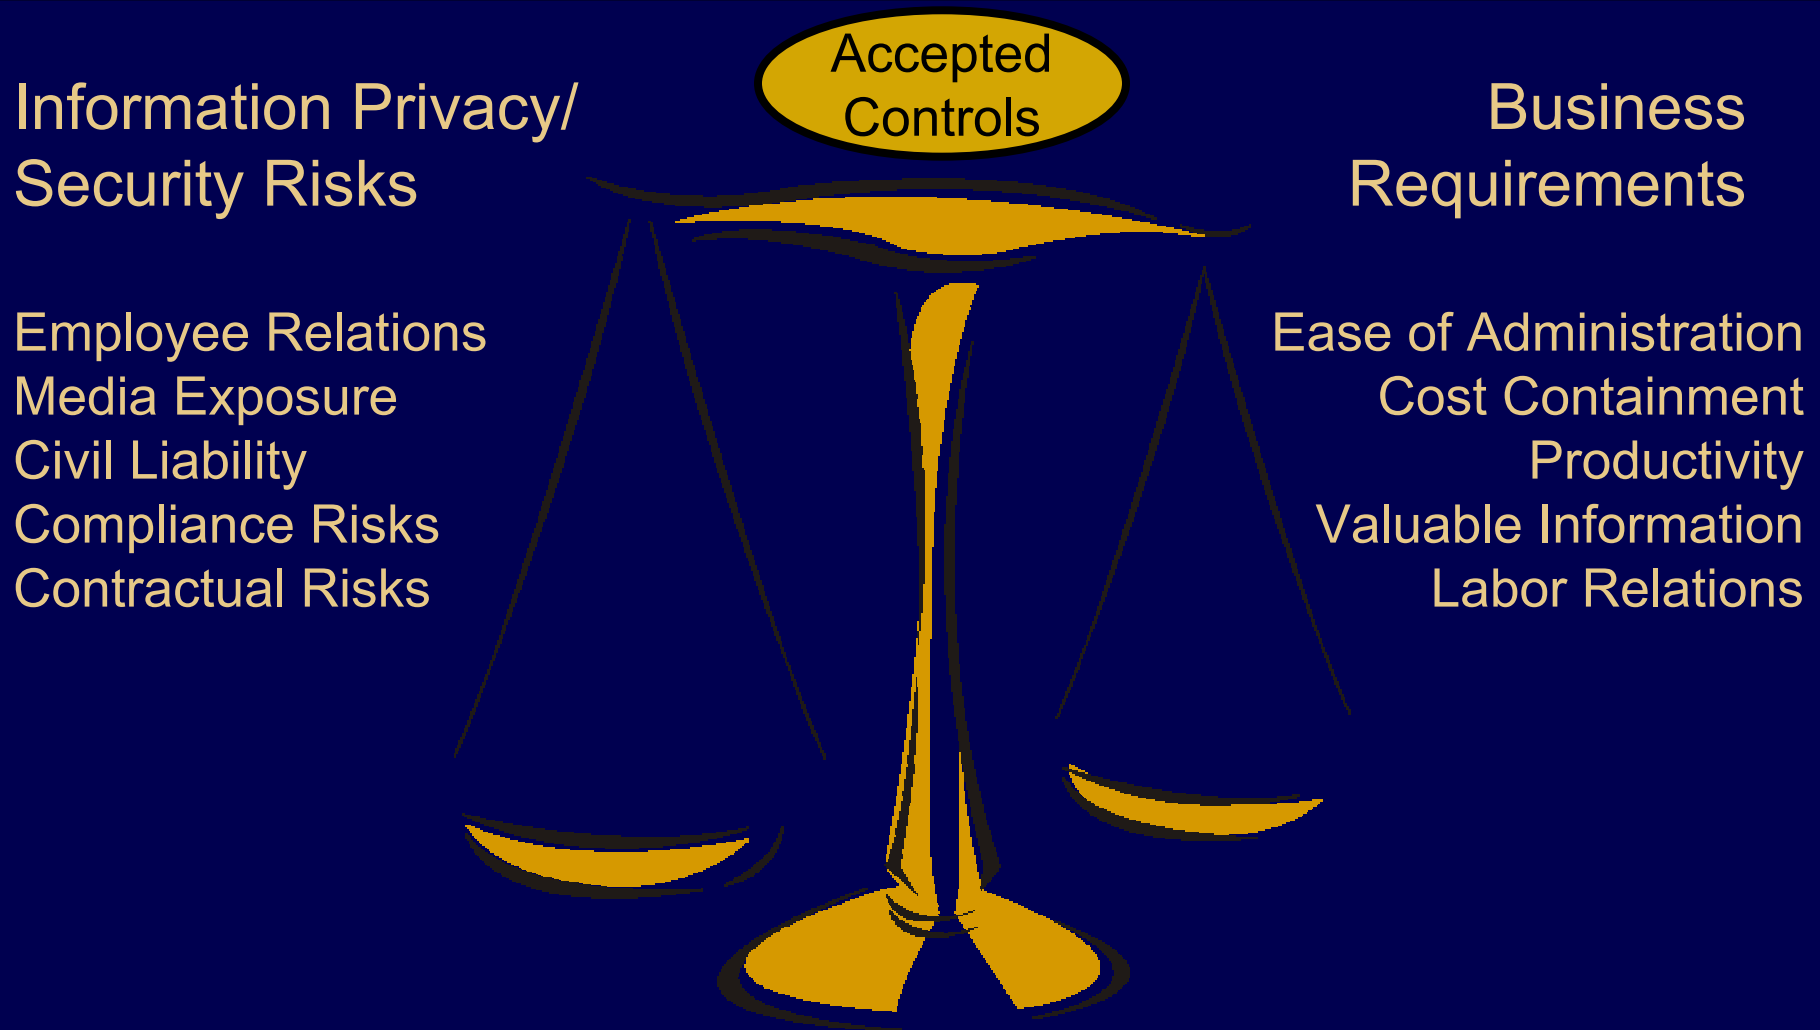 Accepted
Controls
Information Privacy/
Security Risks
Employee Relations
Media Exposure
Civil Liability
Compliance Risks
Contractual Risks
Business
Requirements
Ease of Administration
Cost Containment
Productivity
Valuable Information
Labor Relations